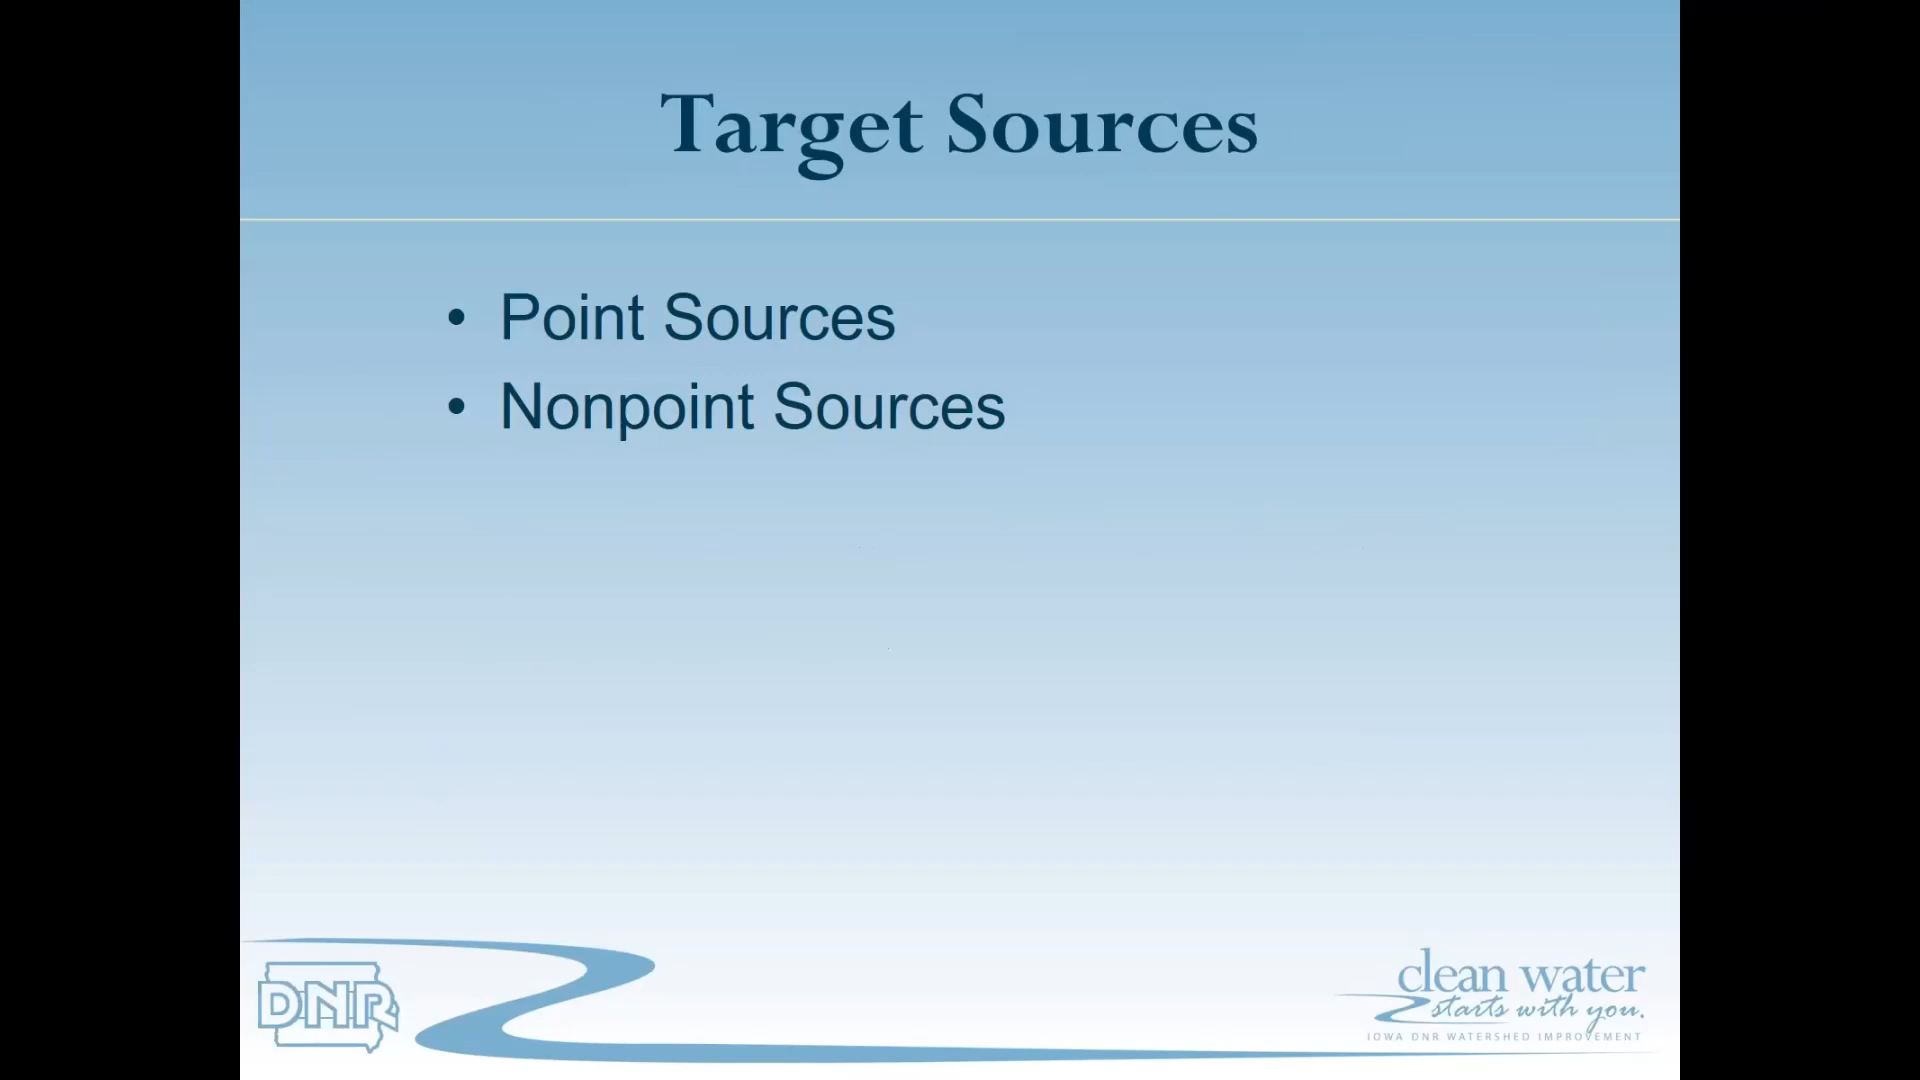 Target Sources
• Point Sources
• Nonpoint Sources
DNR
clean water
starts with you.
IOWA DNR WATERSHED IMPROVEMENT